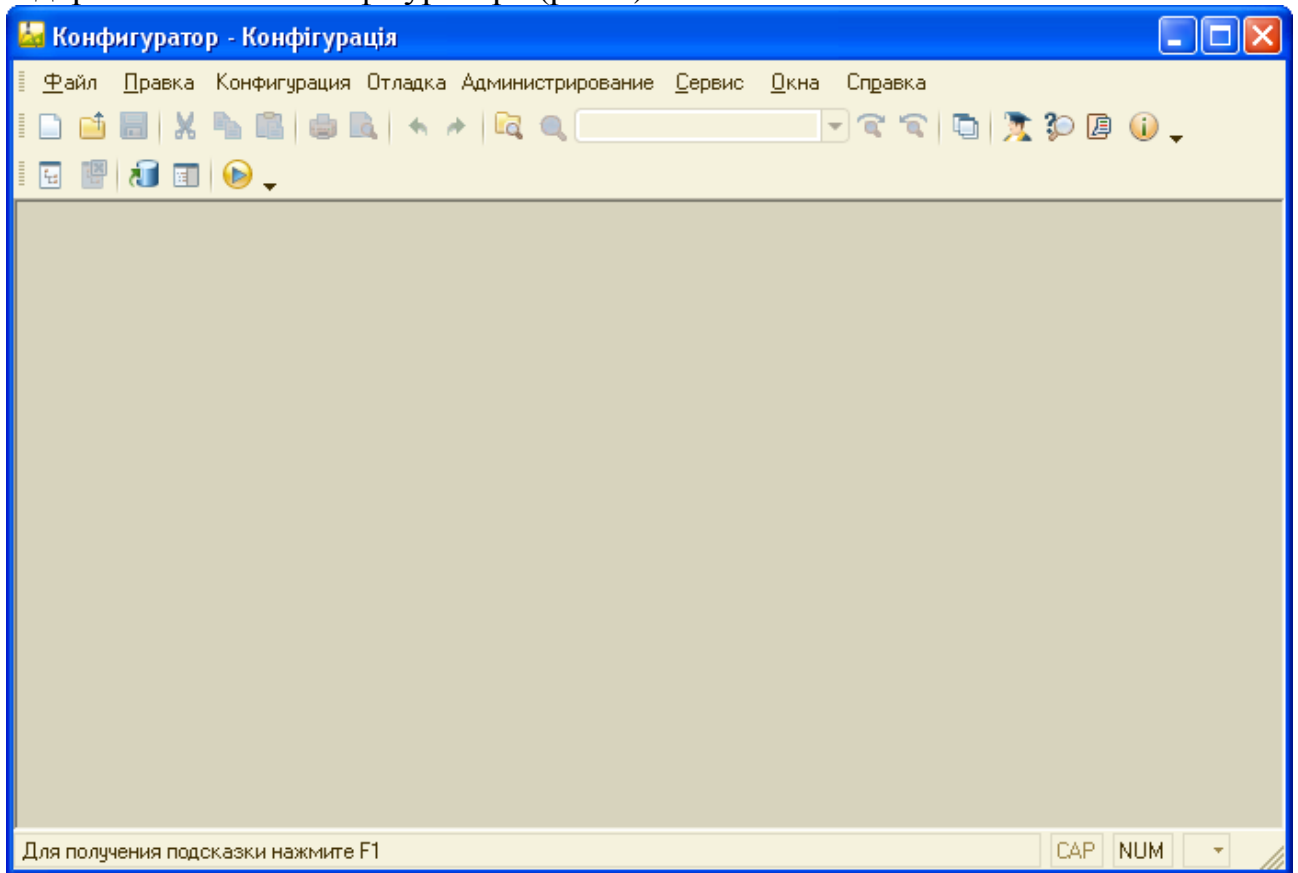 Конфигуратор - Конфігурація
Файл Правка Конфигурация Отладка Администрирование Сервис Окна Справка
Для получения подсказки нажмите F1 CAP NUM